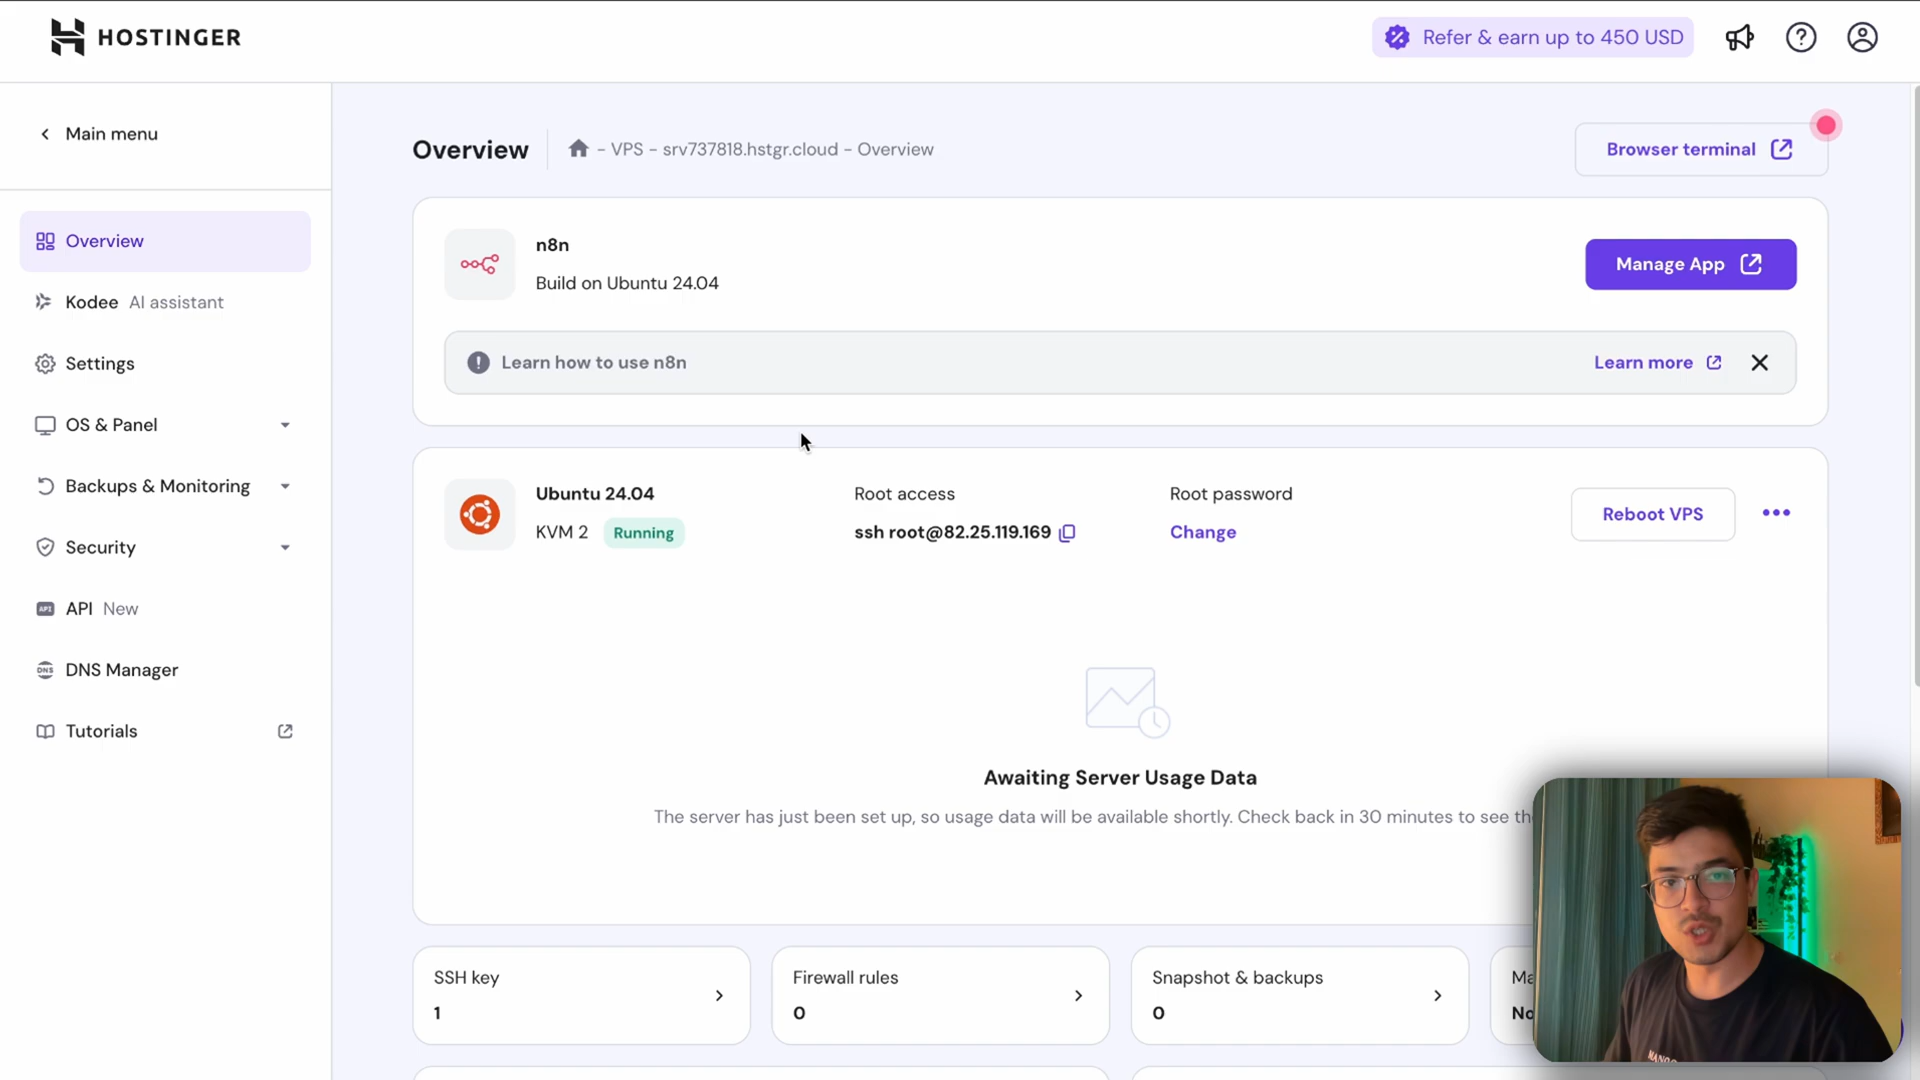 HOSTINGER
Refer & earn up to 450 USD
Main menu
Overview
Kodee AI assistant
Settings
OS & Panel
Backups & Monitoring
Security
API New
DNS Manager
Tutorials
Overview
- VPS - srv737818.hstgr.cloud - Overview
Browser terminal
n8n
Build on Ubuntu 24.04
Manage App
Learn how to use n8n
Learn more
Ubuntu 24.04
KVM 2 Running
Root access
ssh root@82.25.119.169
Root password
Change
Reboot VPS
Awaiting Server Usage Data
The server has just been set up, so usage data will be available shortly. Check back in 30 minutes to see th
SSH key
1
Firewall rules
0
Snapshot & backups
0
Ma
No